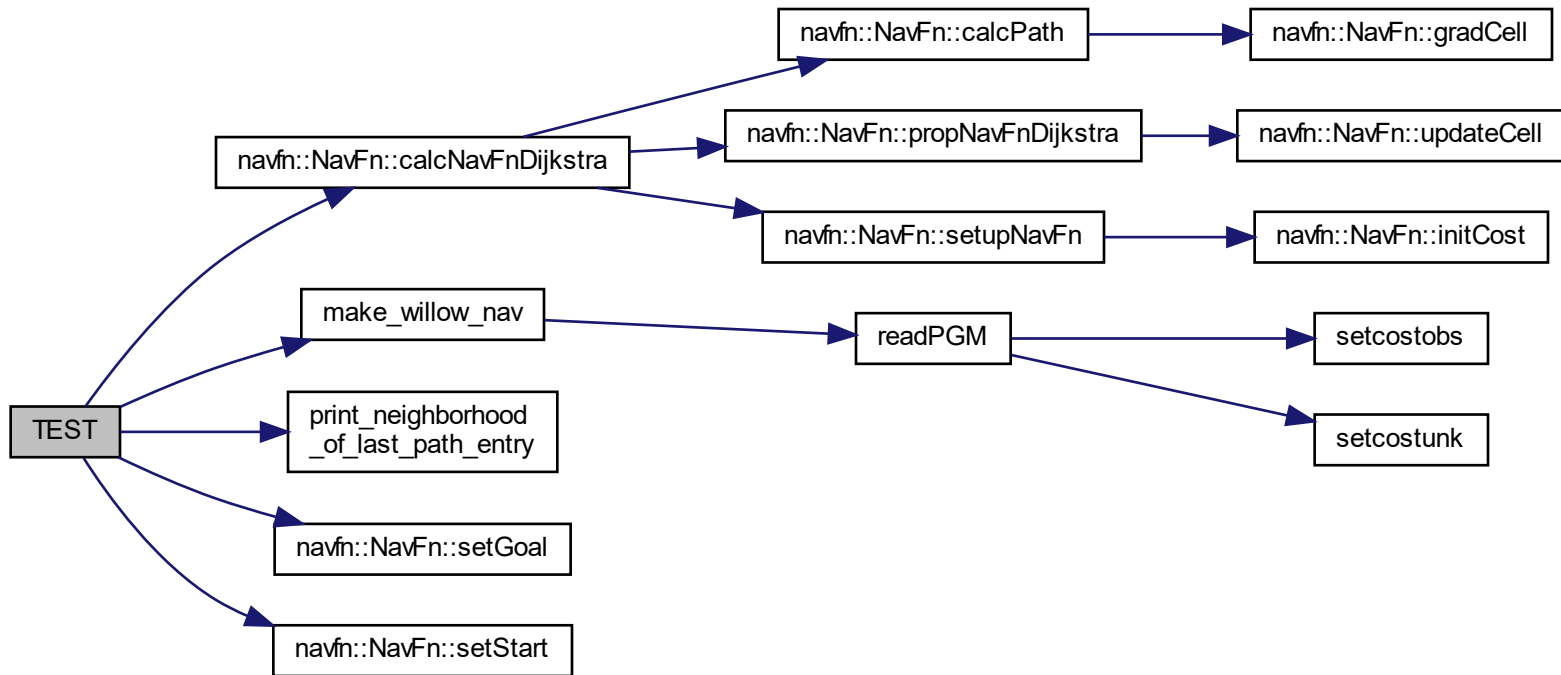 navfn::NavFn::calcPath
navfn::NavFn::gradCell
navfn::NavFn::propNavFnDijkstra
navfn::NavFn::updateCell
navfn::NavFn::calcNavFnDijkstra
navfn::NavFn::setupNavFn
navfn::NavFn::initCost
make_willow_nav
readPGM
setcostobs
TEST
print_neighborhood
_of_last_path_entry
setcostunk
navfn::NavFn::setGoal
navfn::NavFn::setStart